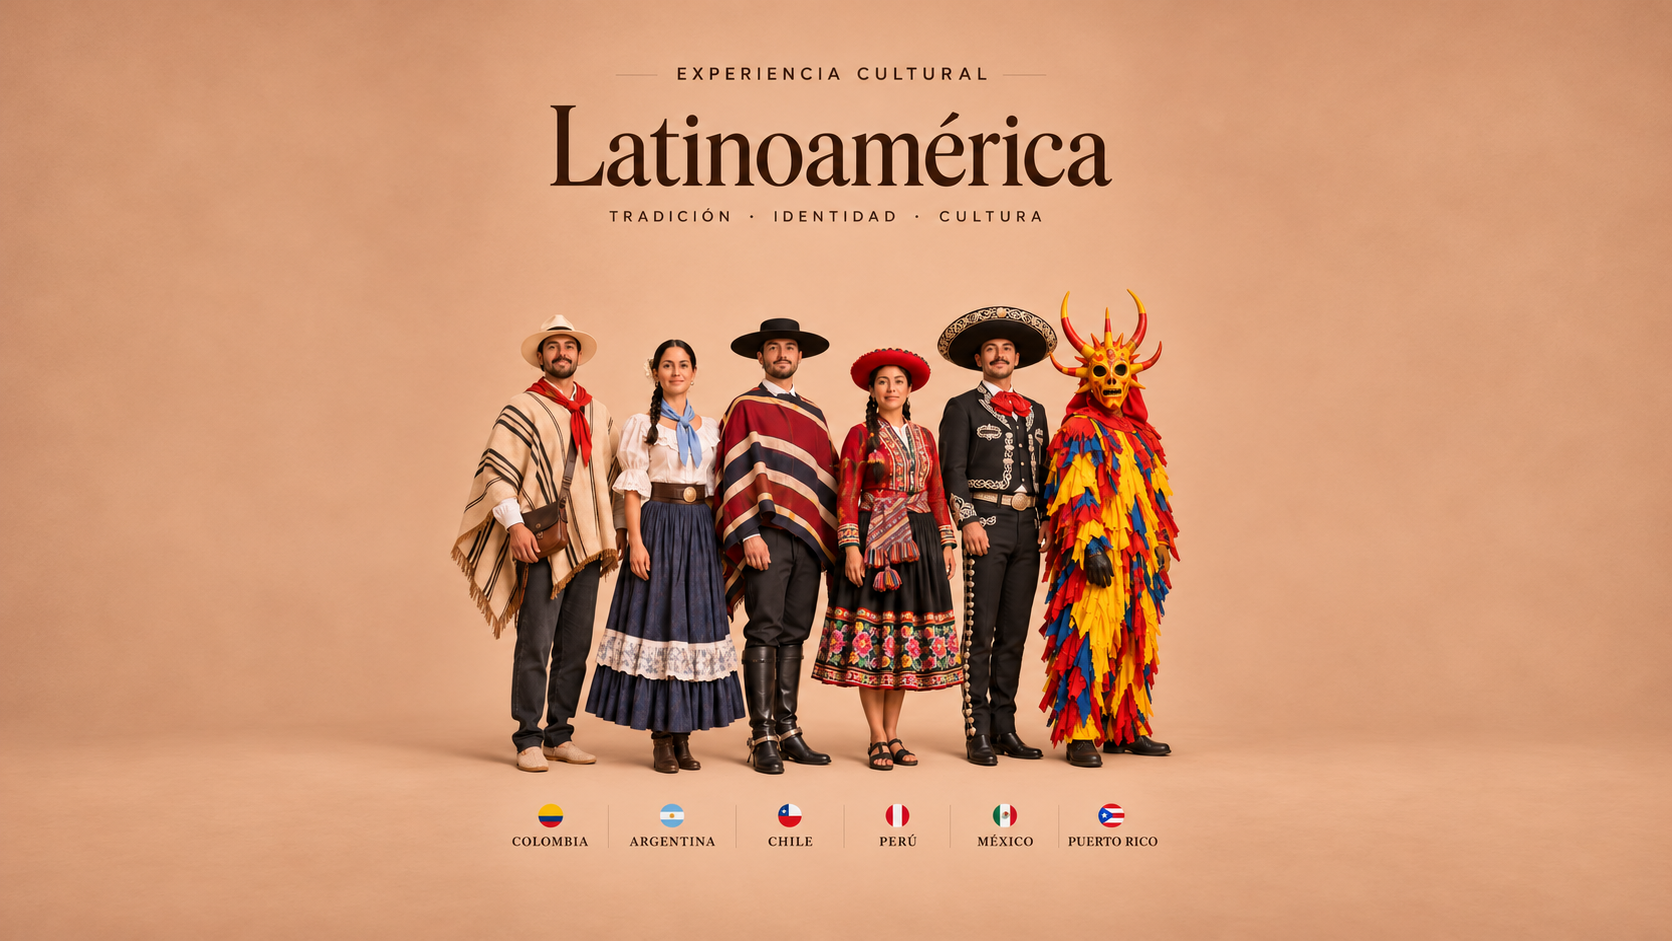 EXPERIENCIA CULTURAL
Latinoamérica
TRADICIÓN · IDENTIDAD · CULTURA
COLOMBIA
ARGENTINA
CHILE
PERÚ
MÉXICO
PUERTO RICO